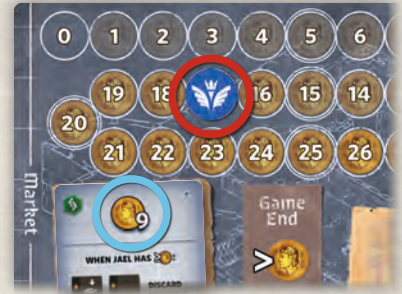 0 1 2 3 4 5 6
19 18 16 15 14
20
21 22 23 24 25 26
Market
9
WHEN JAEL HAS
DISCARD
Game
End
>